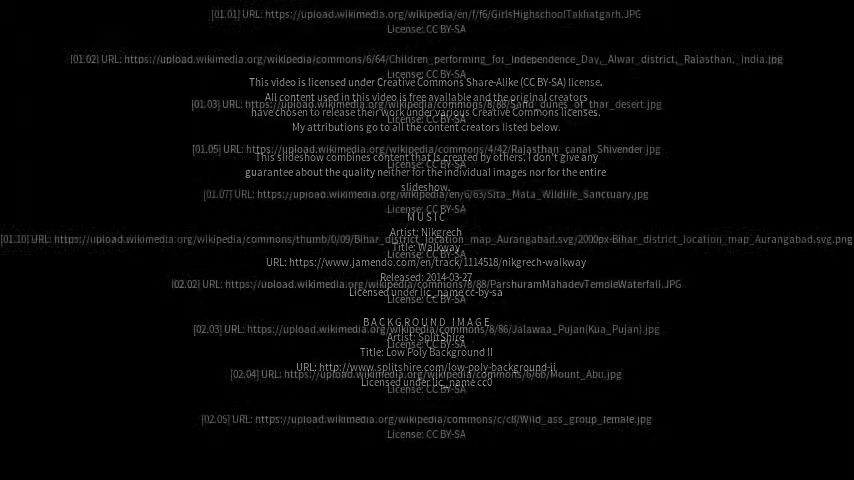 [01.01] URL: https://upload.wikimedia.org/wikipedia/en/f/f6/GirlsHighschoolTakhatgarh.JPG
License: CC BY-SA
[01.02] URL: https://upload.wikimedia.org/wikipedia/commons/6/64/Children_performing_for_Independence_Day,_Alwar_district,_Rajasthan,_India.jpg
License: CC BY-SA
This video is licensed under Creative Commons Share-Alike (CC BY-SA) license.
All content used in this video is free available and the original creators
[01.03] URL: https://upload.wikimedia.org/wikipedia/commons/8/88/Sand_dunes_of_thar_desert.jpg
have chosen to release their work under various Creative Commons licenses.
License: CC BY-SA
My attributions go to all the content creators listed below.
[01.05] URL: https://upload.wikimedia.org/wikipedia/commons/4/42/Rajasthan_canal_Shivender.jpg
This slideshow combines content that is created by others. I don't give any
License: CC BY-SA
guarantee about the quality neither for the individual images nor for the entire
slideshow.
[01.07] URL: https://upload.wikimedia.org/wikipedia/en/6/63/Sita_Mata_Wildlife_Sanctuary.jpg
License: CC BY-SA
MUSIC
Artist: Nikgrech
[01.10] URL: https://upload.wikimedia.org/wikipedia/commons/thumb/0/09/Bihar_district_location_map_Aurangabad.svg/2000px-Bihar_district_location_map_Aurangabad.svg.png
Title: Walkway
License: CC BY-SA
URL: https://www.jamendo.com/en/track/1114518/nikgrech-walkway
Released: 2014-03-27
[02.02] URL: https://upload.wikimedia.org/wikipedia/commons/8/88/ParshuramMahadevTempleWaterfall.JPG
Licensed under lic_name cc-by-sa
License: CC BY-SA
BACKGROUND IMAGE
[02.03] URL: https://upload.wikimedia.org/wikipedia/commons/8/86/Jalawaa_Pujan(Kua_Pujan).jpg
Artist: SplitShire
License: CC BY-SA
Title: Low Poly Background II
URL: http://www.splitshire.com/low-poly-background-ii
[02.04] URL: https://upload.wikimedia.org/wikipedia/commons/6/6b/Mount_Abu.jpg
Licensed under lic_name cc0
License: CC BY-SA
[02.05] URL: https://upload.wikimedia.org/wikipedia/commons/c/c8/Wild_ass_group_female.jpg
License: CC BY-SA